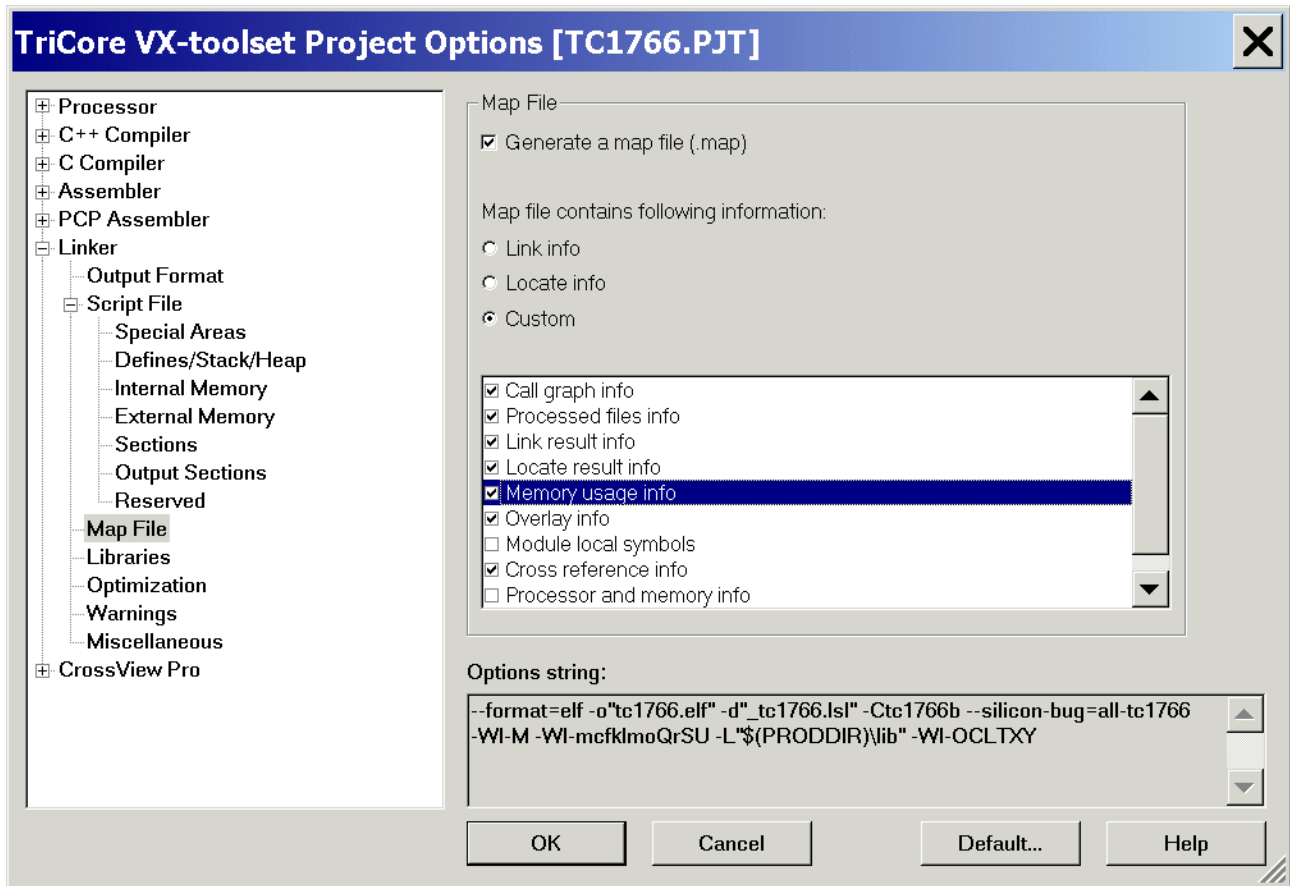 TriCore VX-toolset Project Options [TC1766.PJT]
Processor
C++ Compiler
C Compiler
Assembler
PCP Assembler
Linker
Output Format
Script File
Special Areas
Defines/Stack/Heap
Internal Memory
External Memory
Sections
Output Sections
Reserved
Map File
Libraries
Optimization
Warnings
Miscellaneous
CrossView Pro
Map File
Generate a map file (.map)
Map file contains following information:
Link info
Locate info
Custom
Call graph info
Processed files info
Link result info
Locate result info
Memory usage info
Overlay info
Module local symbols
Cross reference info
Processor and memory info
Options string:
--format=elf -o"tc1766.elf" -d"_tc1766.lsl" -Ctc1766b --silicon-bug=all-tc1766
-Wl-M -Wl-mcfklmoQrSU -L"$(PRODDIR)\lib" -Wl-OCLTXY
OK
Cancel
Default...
Help